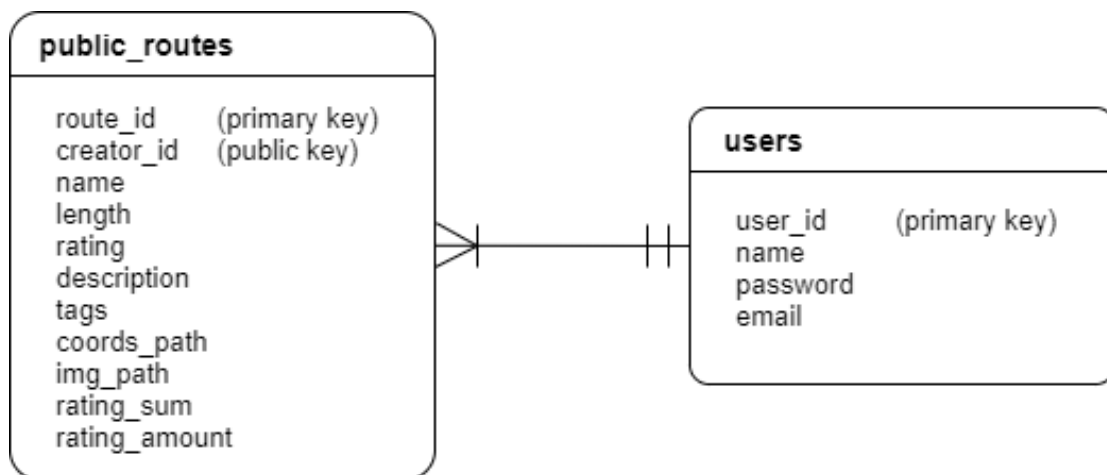 public_routes
route_id (primary key)
creator_id (public key)
name
length
rating
description
tags
coords_path
img_path
rating_sum
rating_amount
users
user_id (primary key)
name
password
email